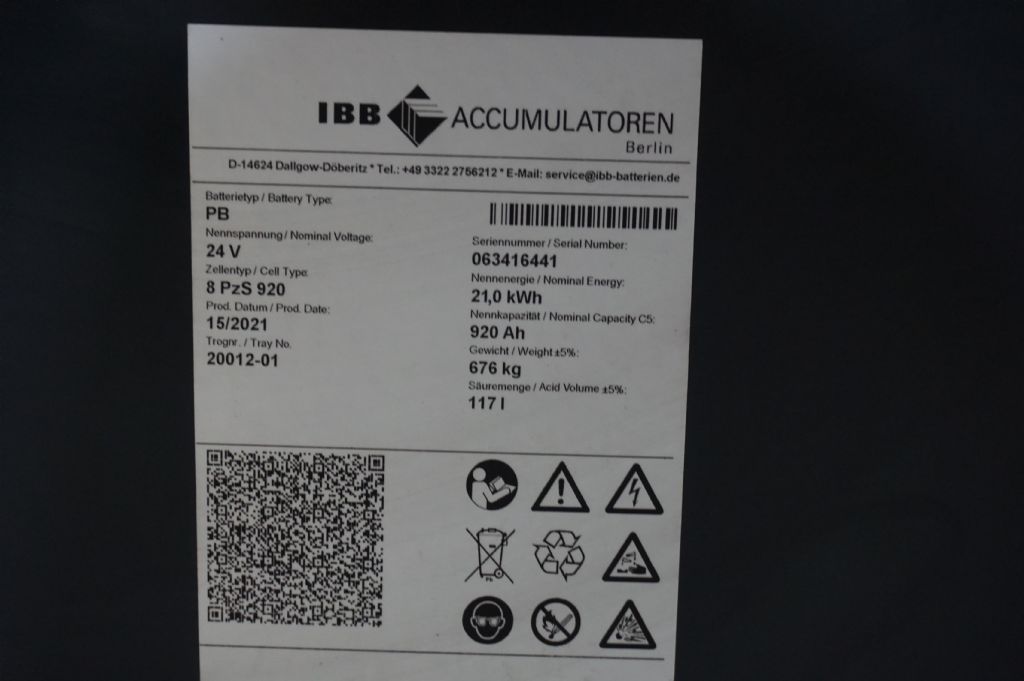 IBB ACCUMULATOREN
Berlin
D-14624 Dallgow-Döberitz * Tel.: +49 3322 2756212 * E-Mail: service@ibb-batterien.de
Batterietyp / Battery Type:
PB
Nennspannung / Nominal Voltage:
24 V
Zellentyp / Cell Type
8 PzS 920
Prod. Datum / Prod. Date:
15/2021
Trognr. / Tray No.
20012-01
Seriennummer / Serial Number:
063416441
Nennenergie / Nominal Energy:
21,0 kWh
Nennkapazität / Nominal Capacity C5:
920 Ah
Gewicht / Weight ±5%:
676 kg
Säuremenge / Acid Volume ±5%:
117 l
Pb